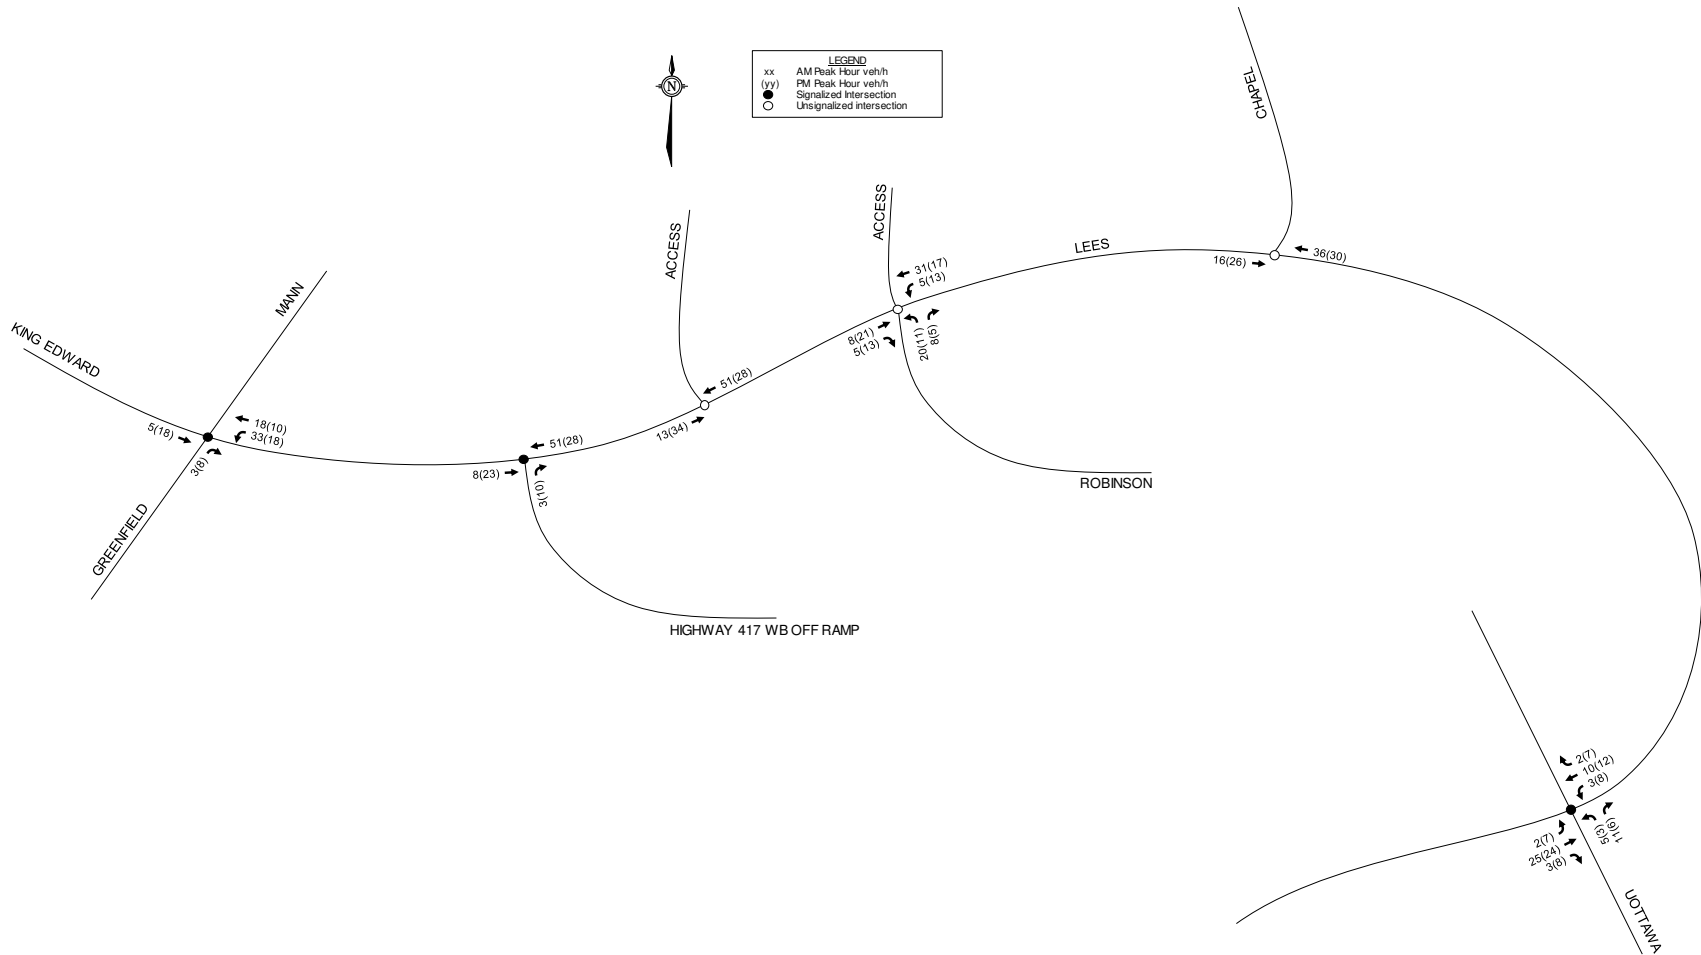 CHAPEL
LEGEND
xx AM Peak Hour veh/h
(yy) PM Peak Hour veh/h
Signalized Intersection
Unsignalized intersection
N
ACCESS
ACCESS
LEES
16(26)
36(30)
31(17)
5(13)
8(21)
5(13)
20(11)
8(5)
MANN
KING EDWARD
51(28)
13(34)
5(18)
18(10)
33(18)
3(8)
51(28)
8(23)
3(10)
ROBINSON
GREENFIELD
HIGHWAY 417 WB OFF RAMP
2(7)
10(12)
3(8)
2(7)
25(24)
3(8)
5(3)
11(6)
UOTTAWA